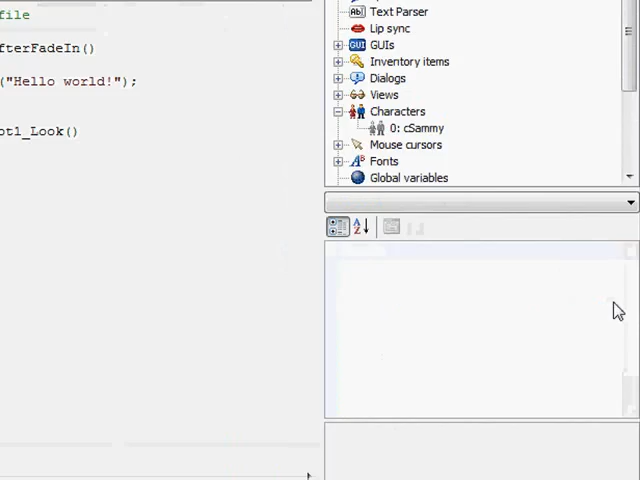 file
fterFadeIn()
("Hello world!");
ot1_Look()
Text Parser
Lip sync
GUIs
Inventory items
Dialogs
Views
Characters
0: cSammy
Mouse cursors
Fonts
Global variables